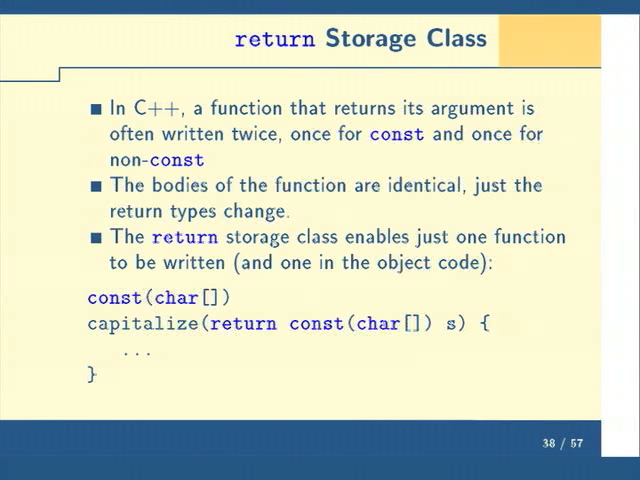 return Storage Class
■ In C++, a function that returns its argument is
often written twice, once for const and once for
non-const
■ The bodies of the function are identical, just the
return types change.
■ The return storage class enables just one function
to be written (and one in the object code):
const(char[])
capitalize(return const(char[]) s) {
...
}
38 / 57